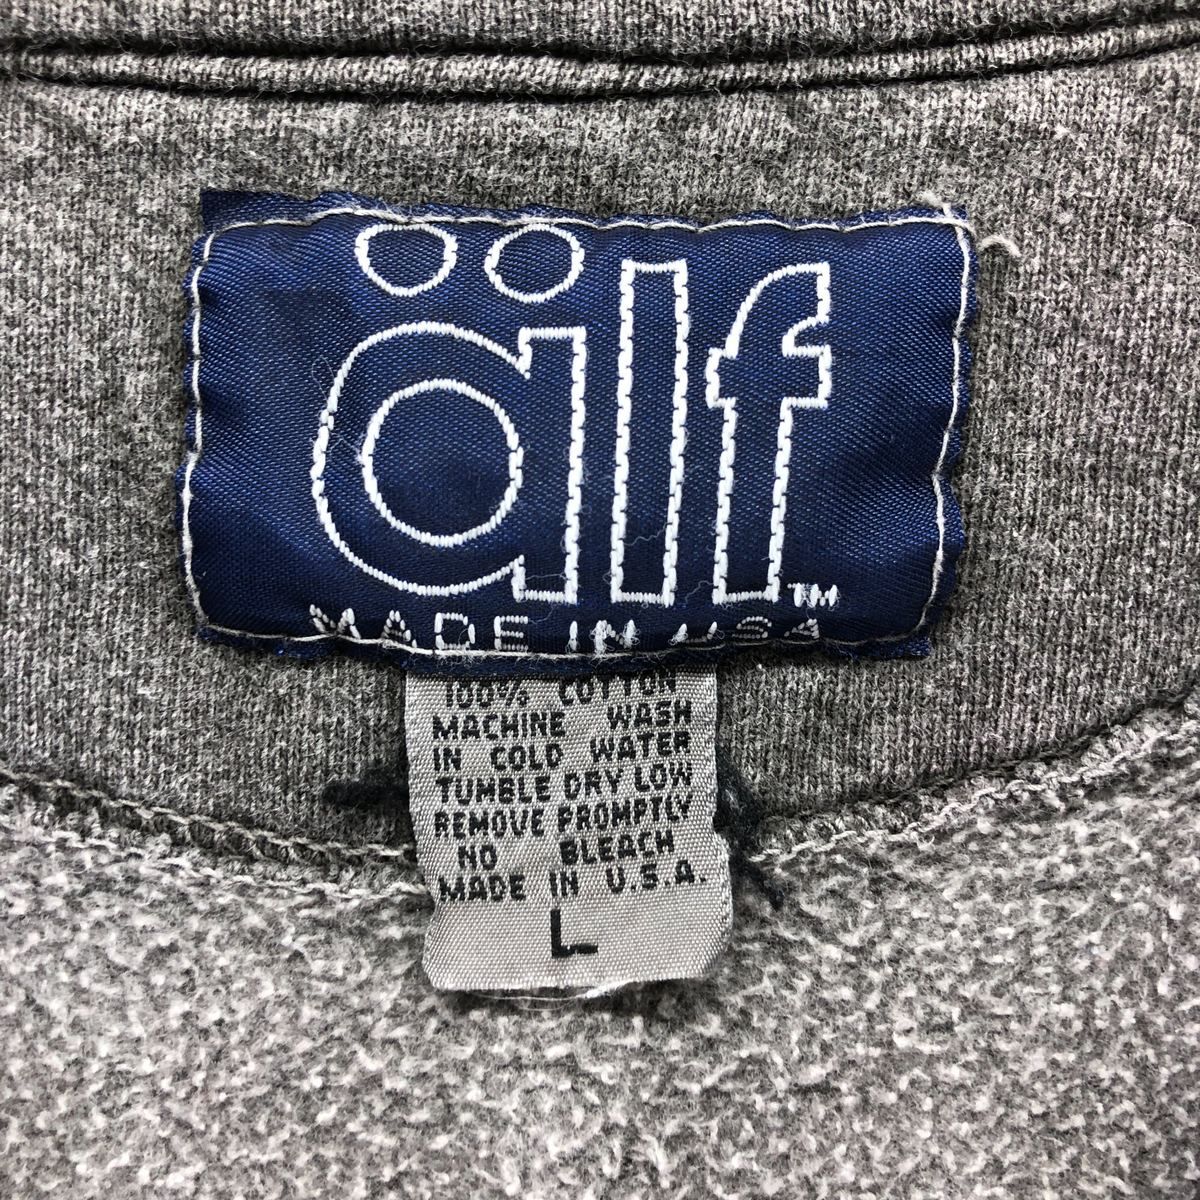 älf
TM
MADE IN USA
100% COTTON
MACHINE WASH
IN COLD WATER
TUMBLE DRY LOW
REMOVE PROMPTLY
NO BLEACH
MADE IN U.S.A.
L